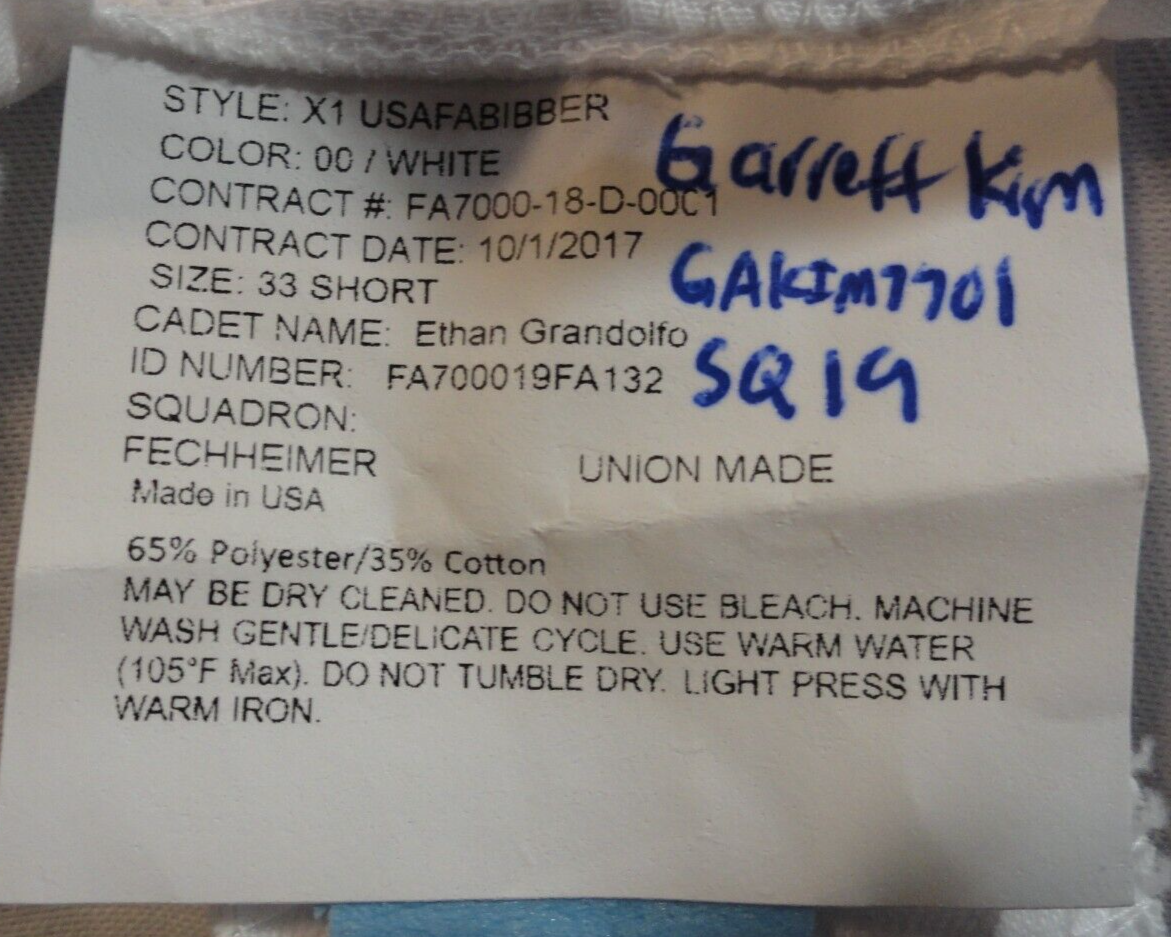 STYLE: X1 USAFABIBBER
COLOR: 00 / WHITE
CONTRACT #: FA7000-18-D-0001
CONTRACT DATE: 10/1/2017
SIZE: 33 SHORT
CADET NAME: Ethan Grandolfo
ID NUMBER: FA700019FA132
SQUADRON:
FECHHEIMER UNION MADE
Made in USA
65% Polyester/35% Cotton
MAY BE DRY CLEANED. DO NOT USE BLEACH. MACHINE
WASH GENTLE/DELICATE CYCLE. USE WARM WATER
(105°F Max). DO NOT TUMBLE DRY. LIGHT PRESS WITH
WARM IRON.
Garrett Kim
GAKIM7701
SQ 19